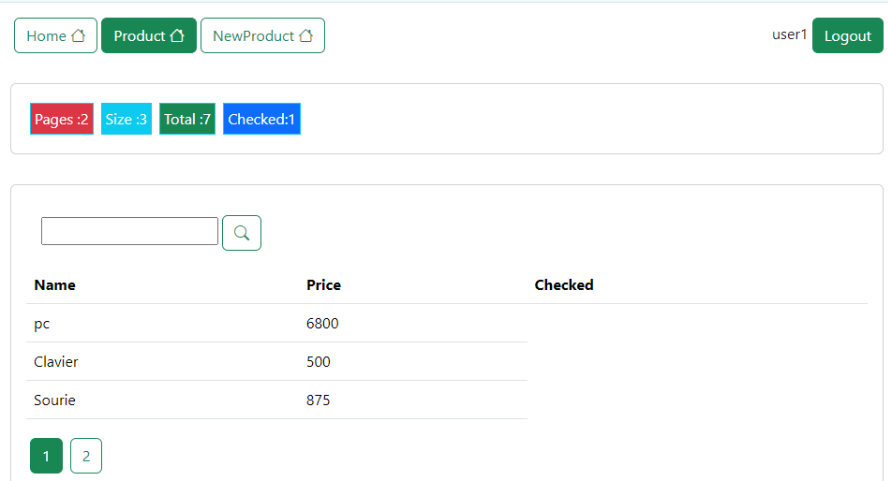 Home Product NewProduct user1 Logout
Pages :2 Size :3 Total :7 Checked:1
Name Price Checked
pc 6800
Clavier 500
Sourie 875
1 2